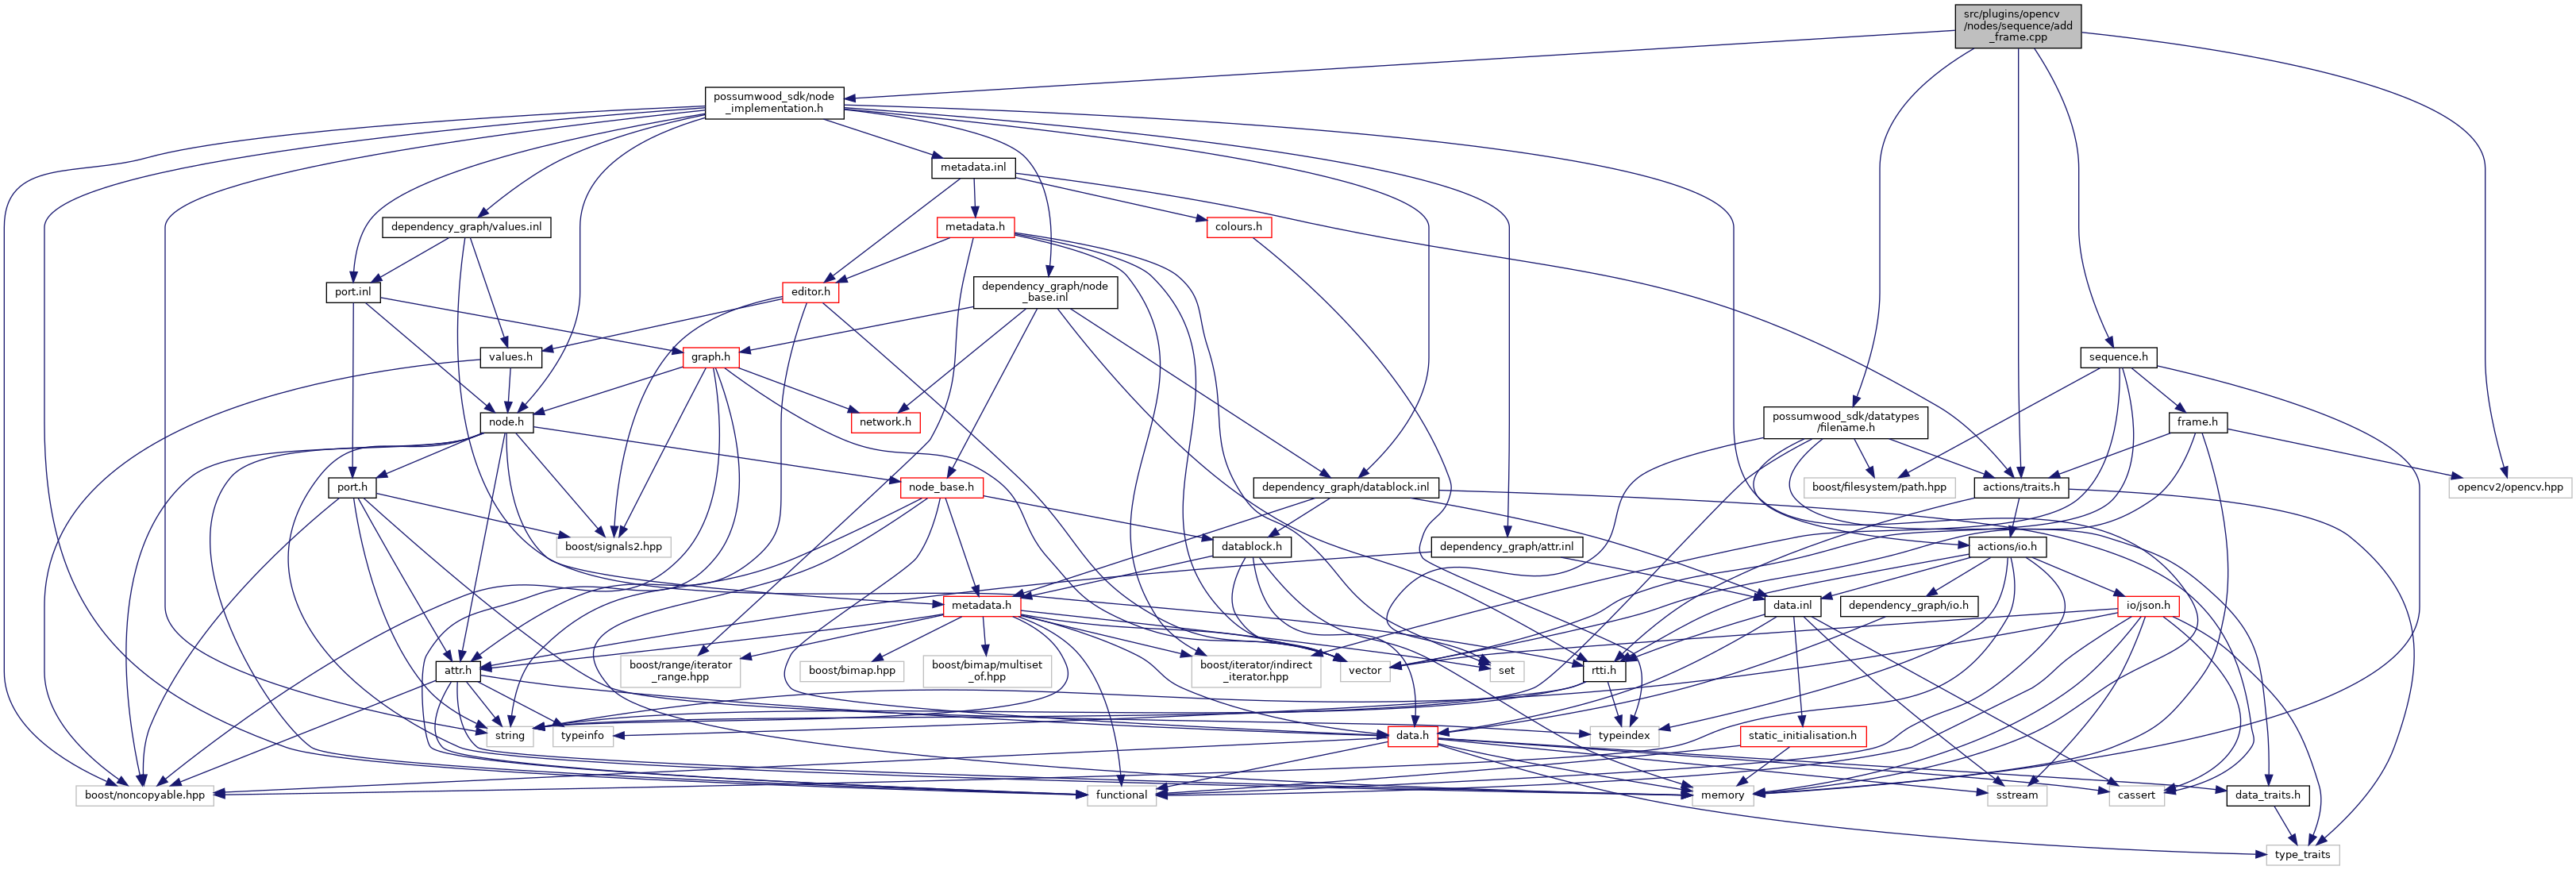 src/plugins/opencv
/nodes/sequence/add
_frame.cpp
possumwood_sdk/node
_implementation.h
metadata.inl
dependency_graph/values.inl
metadata.h
colours.h
port.inl
editor.h
dependency_graph/node
_base.inl
values.h
graph.h
sequence.h
node.h
network.h
possumwood_sdk/datatypes
/filename.h
frame.h
port.h
node_base.h
dependency_graph/datablock.inl
boost/filesystem/path.hpp
actions/traits.h
opencv2/opencv.hpp
boost/signals2.hpp
datablock.h
dependency_graph/attr.inl
actions/io.h
metadata.h
data.inl
dependency_graph/io.h
io/json.h
attr.h
boost/range/iterator
_range.hpp
boost/bimap.hpp
boost/bimap/multiset
_of.hpp
boost/iterator/indirect
_iterator.hpp
vector
set
rtti.h
string
typeinfo
data.h
typeindex
static_initialisation.h
boost/noncopyable.hpp
functional
memory
sstream
cassert
data_traits.h
type_traits